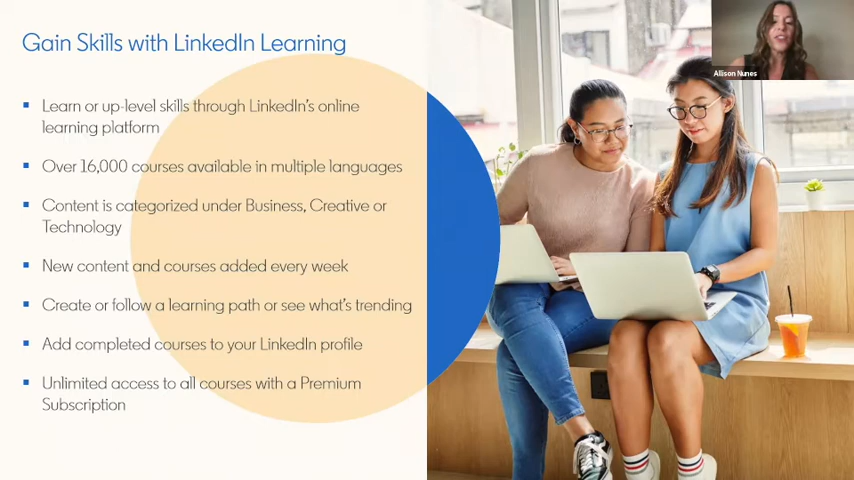 Gain Skills with LinkedIn Learning
Allison Nunes
Learn or up-level skills through LinkedIn's online
learning platform
Over 16,000 courses available in multiple languages
Content is categorized under Business, Creative or
Technology
New content and courses added every week
Create or follow a learning path or see what's trending
Add completed courses to your LinkedIn profile
Unlimited access to all courses with a Premium
Subscription